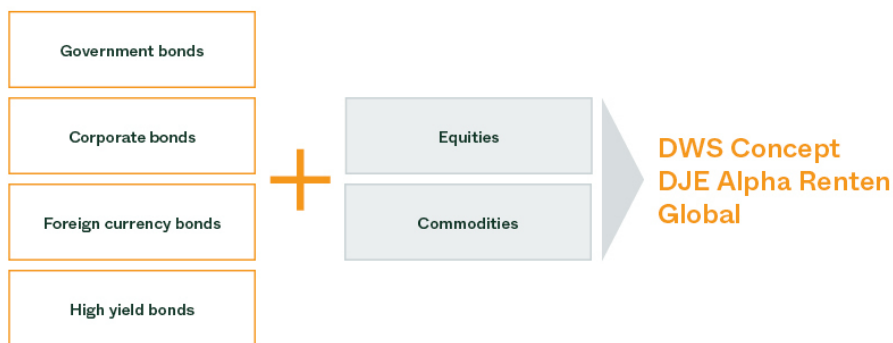 Government bonds
Corporate bonds
Foreign currency bonds
High yield bonds
Equities
Commodities
DWS Concept
DJE Alpha Renten
Global